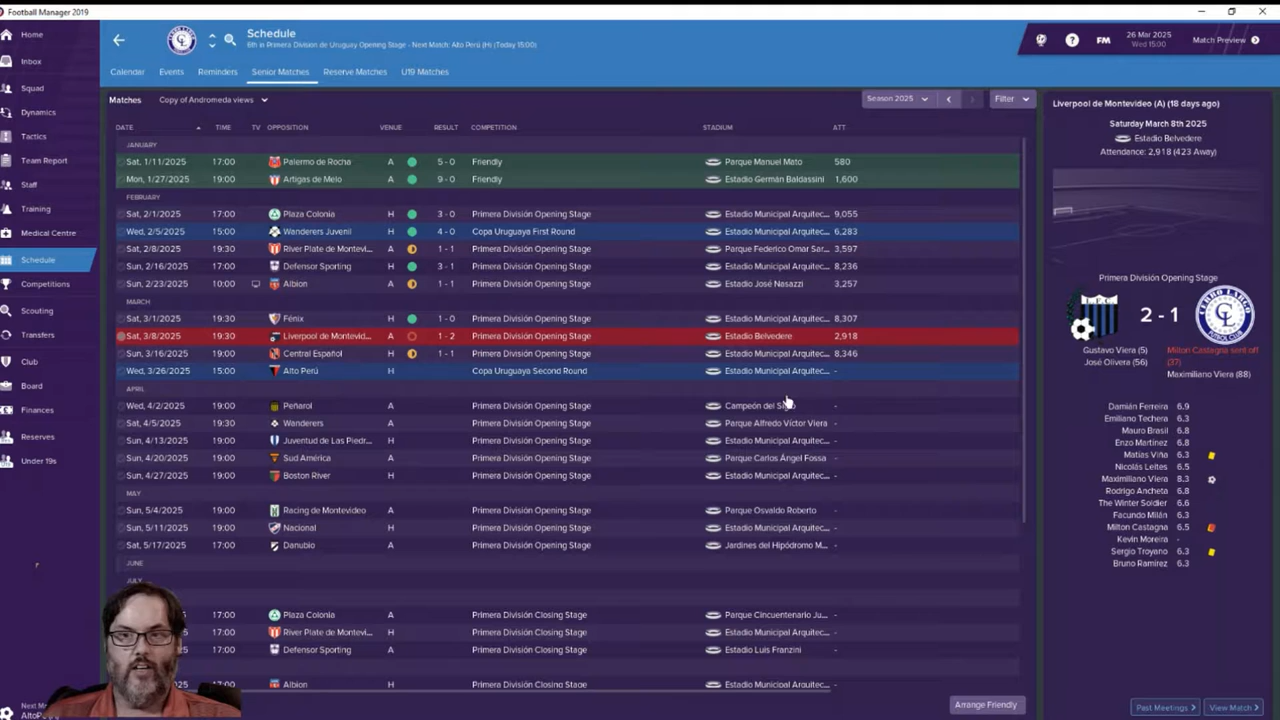 Football Manager 2019
Home
Inbox
Squad
Dynamics
Tactics
Team Report
Staff
Training
Medical Centre
Schedule
Competitions
Scouting
Transfers
Club
Board
Finances
Reserves
Under 19s
Schedule
8th in Primera División de Uruguay Opening Stage - Next Match: Alto Perú (H) (Today 15:00)
FM
26 Mar 2025
Wed 15:00
Match Preview
Calendar Events Reminders Senior Matches Reserve Matches U19 Matches
Matches Copy of Andromeda views Season 2025 Filter
DATE TIME TV OPPOSITION VENUE RESULT COMPETITION STADIUM ATT
JANUARY
Sat, 1/11/2025 17:00 Palermo de Rocha A 5 - 0 Friendly Parque Manuel Mato 580
Mon, 1/27/2025 19:00 Artigas de Melo A 9 - 0 Friendly Estadio Germán Baldassini 1,600
FEBRUARY
Sat, 2/1/2025 17:00 Plaza Colonia H 3 - 0 Primera División Opening Stage Estadio Municipal Arquitec... 9,055
Wed, 2/5/2025 15:00 Wanderers Juvenil H 4 - 0 Copa Uruguaya First Round Estadio Municipal Arquitec... 6,283
Sat, 2/8/2025 19:30 River Plate de Montevi... A 1 - 1 Primera División Opening Stage Parque Federico Omar Sar... 3,597
Sun, 2/16/2025 17:00 Defensor Sporting H 3 - 1 Primera División Opening Stage Estadio Municipal Arquitec... 8,236
Sun, 2/23/2025 10:00 Albion A 1 - 1 Primera División Opening Stage Estadio José Nasazzi 3,257
MARCH
Sat, 3/1/2025 19:30 Fénix H 1 - 0 Primera División Opening Stage Estadio Municipal Arquitec... 8,307
Sat, 3/8/2025 19:30 Liverpool de Montevid... A 1 - 2 Primera División Opening Stage Estadio Belvedere 2,918
Sun, 3/16/2025 19:00 Central Español H 1 - 1 Primera División Opening Stage Estadio Municipal Arquitec... 8,346
Wed, 3/26/2025 15:00 Alto Perú H Copa Uruguaya Second Round Estadio Municipal Arquitec... -
APRIL
Wed, 4/2/2025 19:00 Peñarol A Primera División Opening Stage Campeón del -
Sat, 4/5/2025 19:30 Wanderers A Primera División Opening Stage Parque Alfredo Víctor Viera -
Sun, 4/13/2025 19:00 Juventud de Las Piedr... H Primera División Opening Stage Estadio Municipal Arquitec... -
Sun, 4/20/2025 19:00 Sud América A Primera División Opening Stage Parque Carlos Ángel Fossa -
Sun, 4/27/2025 19:00 Boston River H Primera División Opening Stage Estadio Municipal Arquitec... -
MAY
Sun, 5/4/2025 19:00 Racing de Montevideo A Primera División Opening Stage Parque Osvaldo Roberto -
Sun, 5/11/2025 19:00 Nacional H Primera División Opening Stage Estadio Municipal Arquitec... -
Sat, 5/17/2025 17:00 Danubio A Primera División Opening Stage Jardines del Hipódromo M... -
JUNE
JULY
17:00 Plaza Colonia A Primera División Closing Stage Parque Cincuentenario Ju... -
17:00 River Plate de Montevi... H Primera División Closing Stage Estadio Municipal Arquitec... -
17:00 Defensor Sporting A Primera División Closing Stage Estadio Luis Franzini -
17:00 Albion H Primera División Closing Stage Estadio Municipal Arquitec... -
Arrange Friendly
Liverpool de Montevideo (A) (18 days ago)
Saturday March 8th 2025
Estadio Belvedere
Attendance: 2,918 (423 Away)
Primera División Opening Stage
2 - 1
Gustavo Viera (5)
José Olivera (56)
Milton Castagna sent off
(37)
Maximiliano Viera (88)
Damián Ferreira 6.9
Emiliano Techera 6.3
Mauro Brasil 6.8
Enzo Martínez 6.8
Matías Viña 6.3
Nicolás Leites 6.5
Maximiliano Viera 8.3
Rodrigo Ancheta 6.8
The Winter Soldier 6.6
Facundo Milán 6.3
Milton Castagna 6.5
Kevin Moreira -
Sergio Troyano 6.3
Bruno Ramírez 6.3
Past Meetings View Match